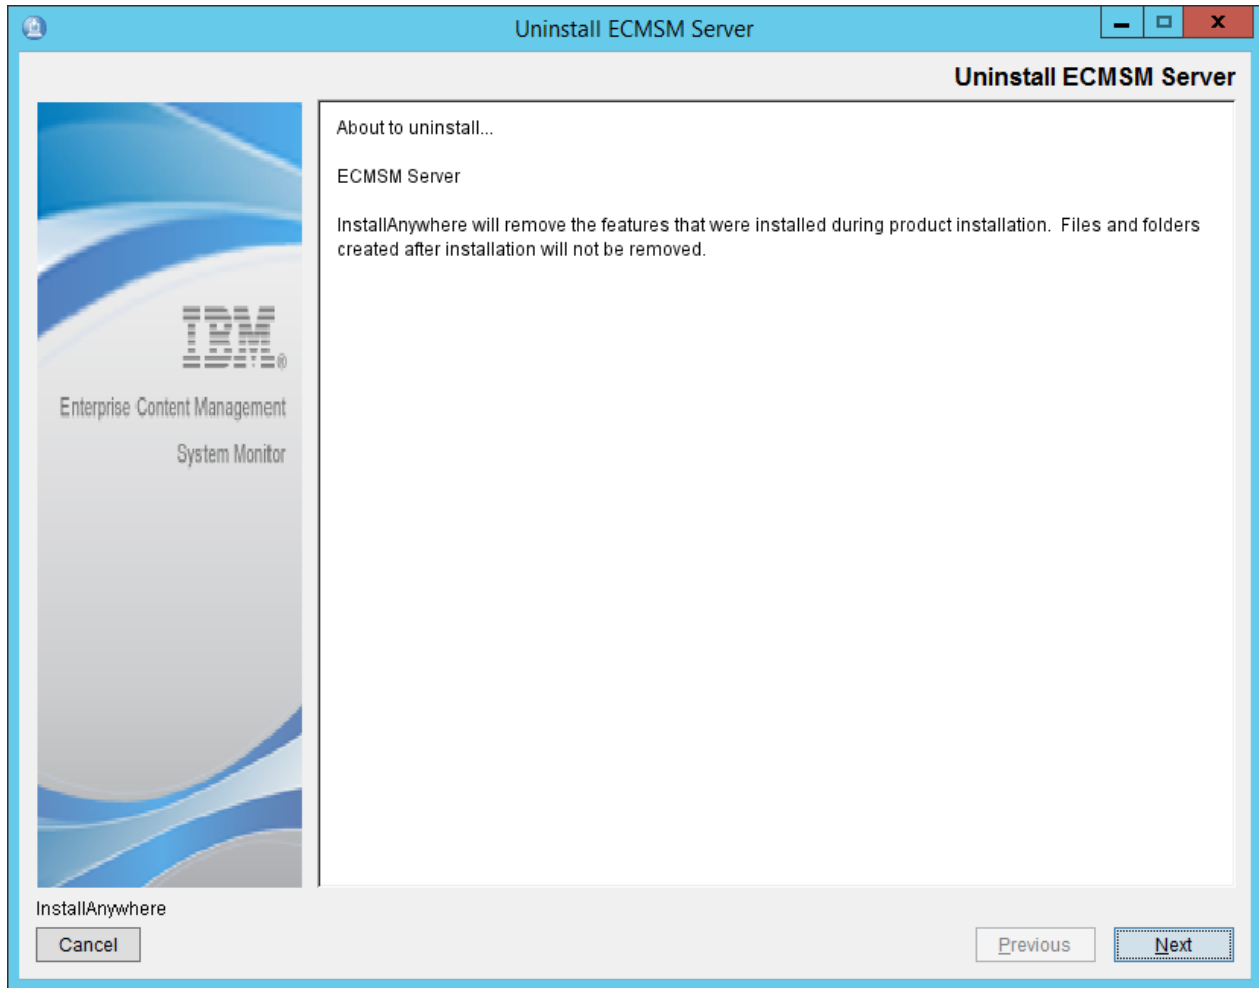 Uninstall ECMSM Server
Uninstall ECMSM Server
About to uninstall...
ECMSM Server
InstallAnywhere will remove the features that were installed during product installation.  Files and folders
created after installation will not be removed.
IBM®
Enterprise Content Management
System Monitor
InstallAnywhere
Cancel
Previous
Next